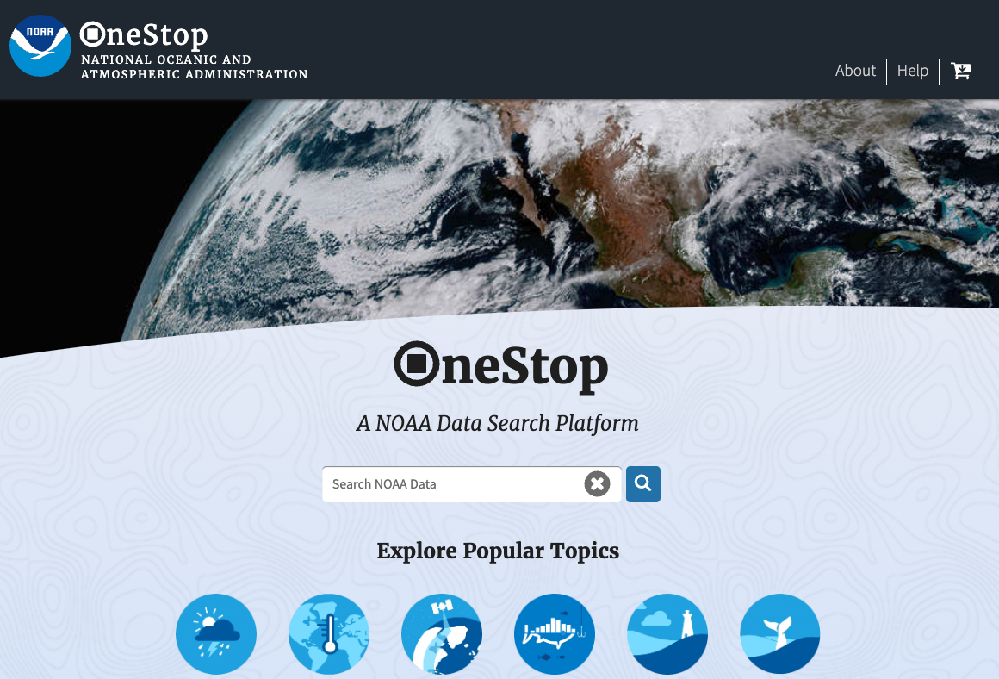 NOAA
OneStop
NATIONAL OCEANIC AND
ATMOSPHERIC ADMINISTRATION
About
Help
OneStop
A NOAA Data Search Platform
Search NOAA Data
Explore Popular Topics